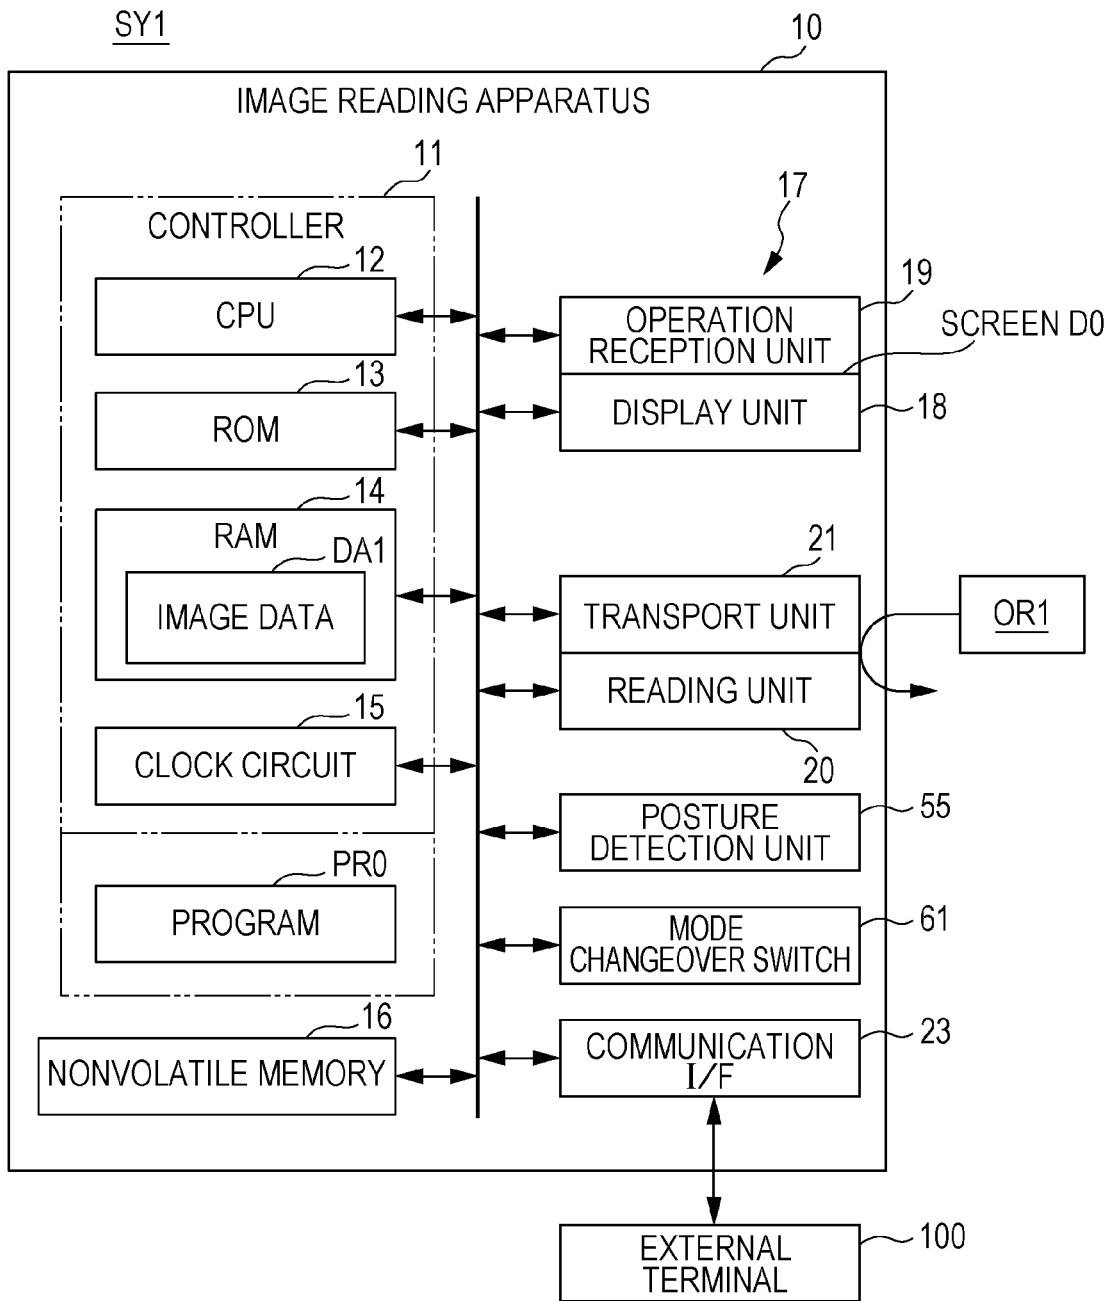 SY1
10
IMAGE READING APPARATUS
11
CONTROLLER
12
CPU
13
ROM
14
RAM
DA1
IMAGE DATA
15
CLOCK CIRCUIT
PR0
PROGRAM
16
NONVOLATILE MEMORY
17
19
OPERATION
RECEPTION UNIT
SCREEN D0
DISPLAY UNIT
18
21
TRANSPORT UNIT
OR1
READING UNIT
20
POSTURE
DETECTION UNIT
55
MODE
CHANGEOVER SWITCH
61
COMMUNICATION
I/F
23
EXTERNAL
TERMINAL
100